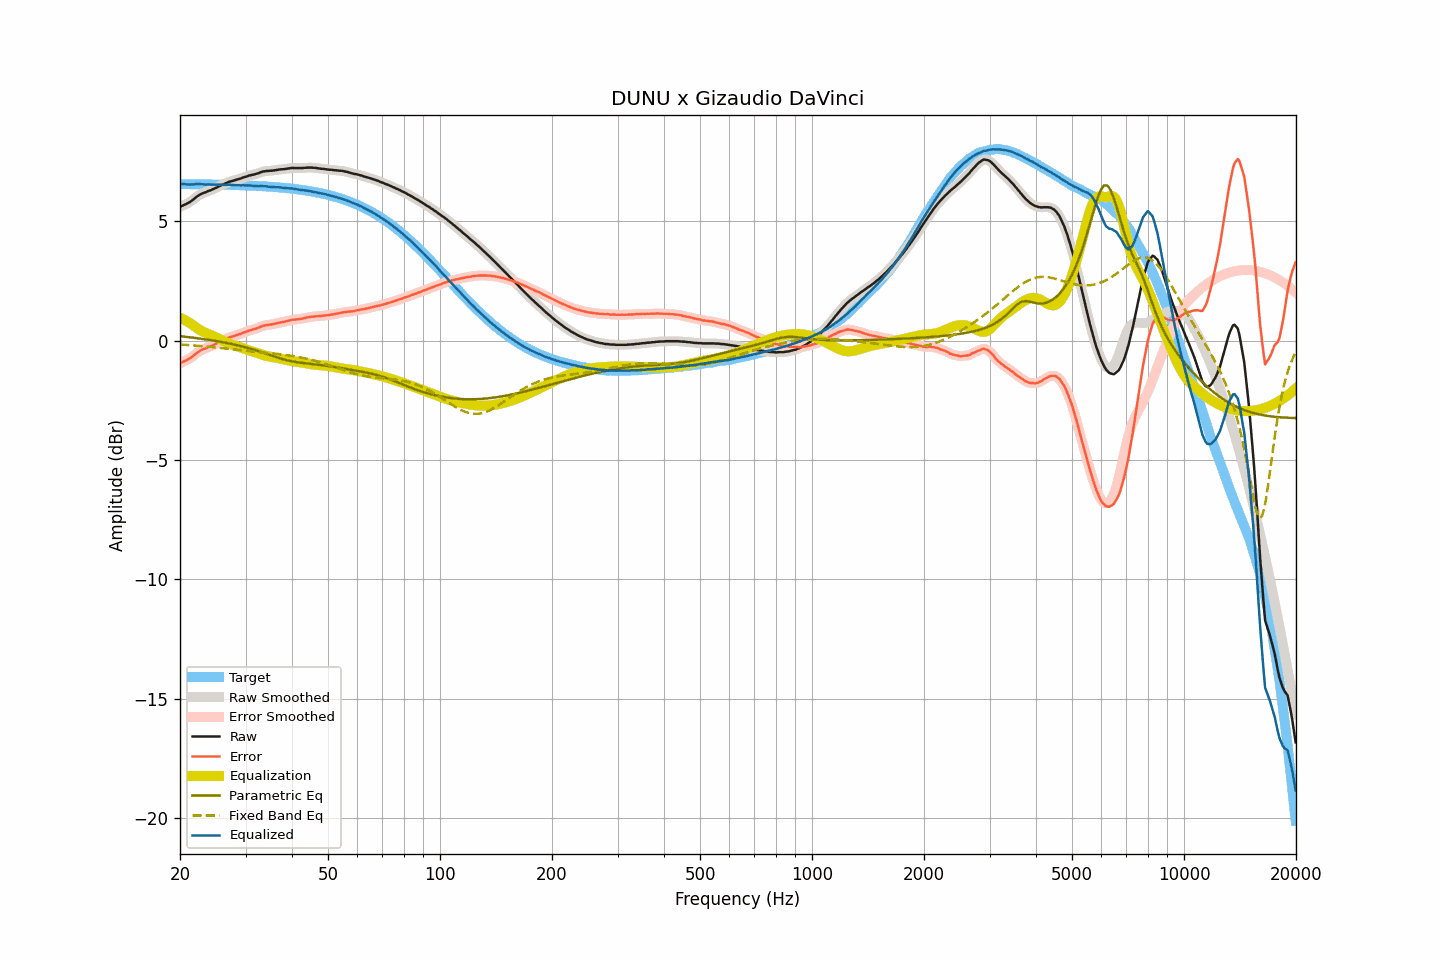 DUNU x Gizaudio DaVinci
5
0
−5
−10
−15
−20
Amplitude (dBr)
Target
Raw Smoothed
Error Smoothed
Raw
Error
Equalization
Parametric Eq
Fixed Band Eq
Equalized
20 50 100 200 500 1000 2000 5000 10000 20000
Frequency (Hz)